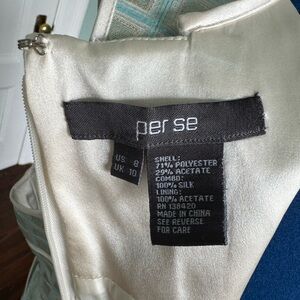 per se
US 8
UK 10
SHELL:
71% POLYESTER
29% ACETATE
COMBO:
100% SILK
LINING:
100% ACETATE
RN 138420
MADE IN CHINA
SEE REVERSE
FOR CARE